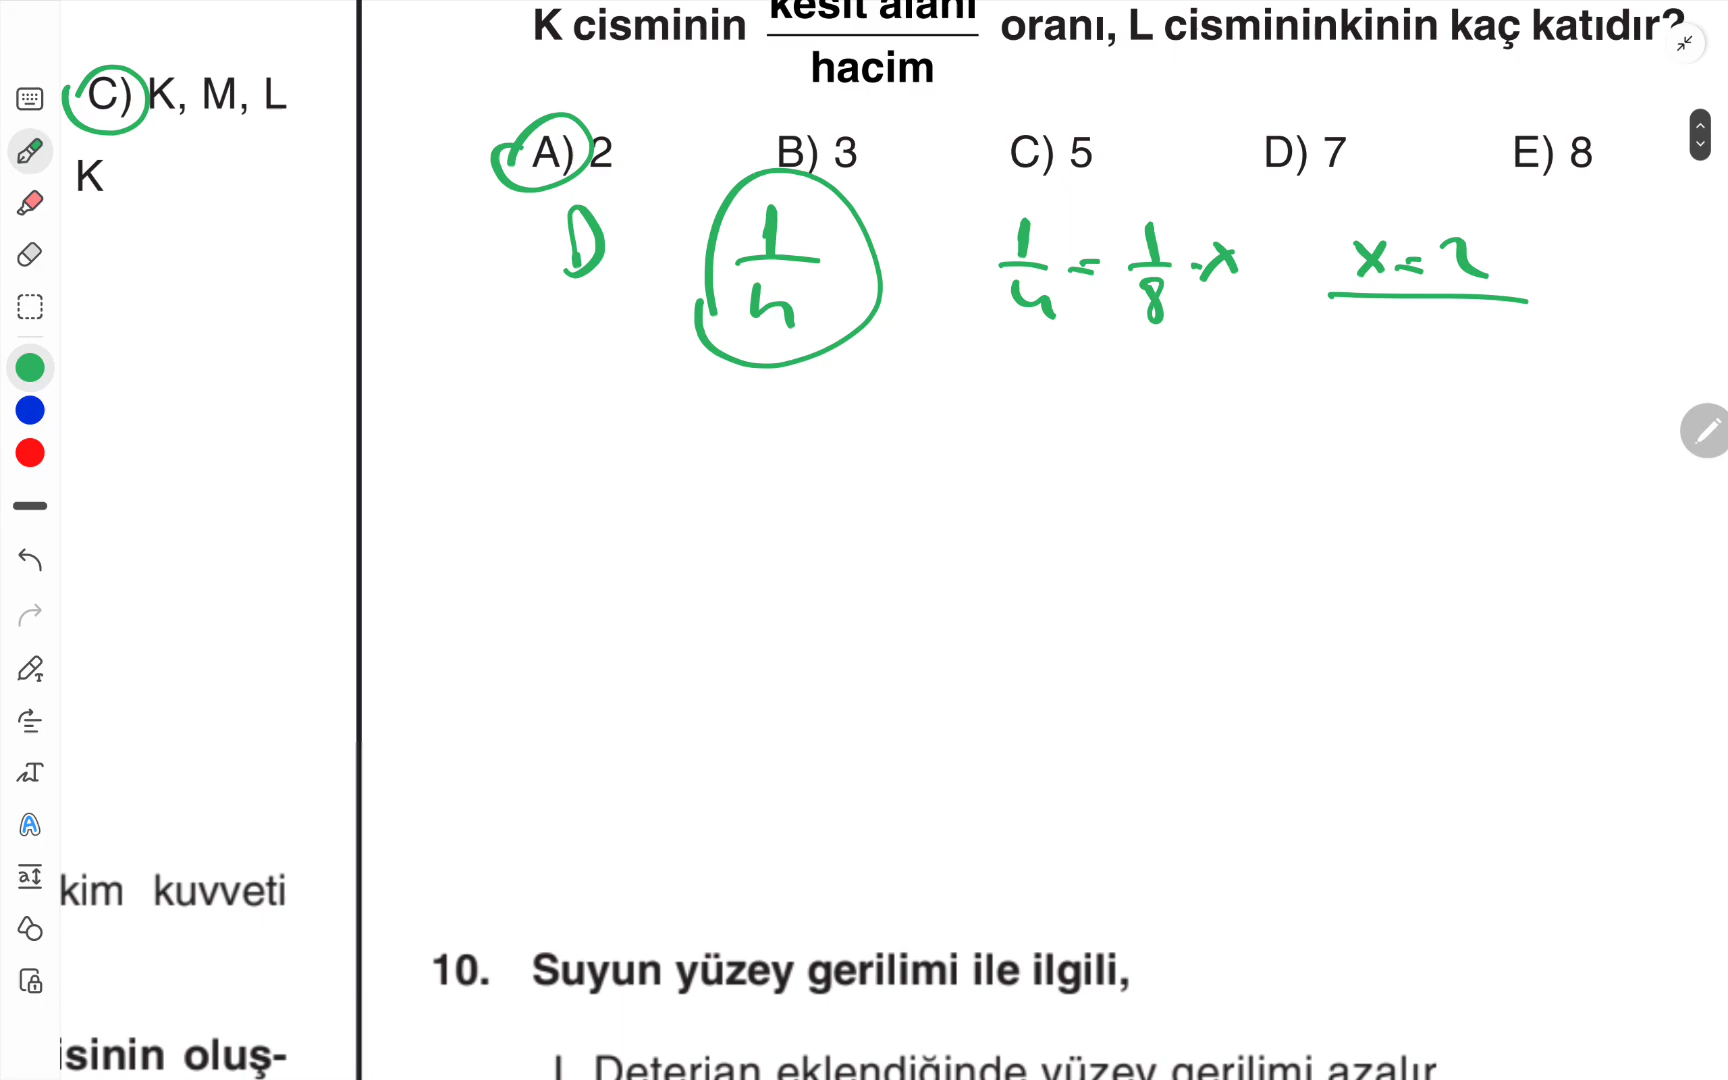 C) K, M, L
K
kim kuvveti
isinin oluş-
K cisminin kesit alanı / hacim oranı, L cismininkinin kaç katıdır?
A) 2 B) 3 C) 5 D) 7 E) 8
D 1/h 1/4 = 1/8 . x x = 2
10. Suyun yüzey gerilimi ile ilgili,
I. Deterjan eklendiğinde yüzey gerilimi azalır